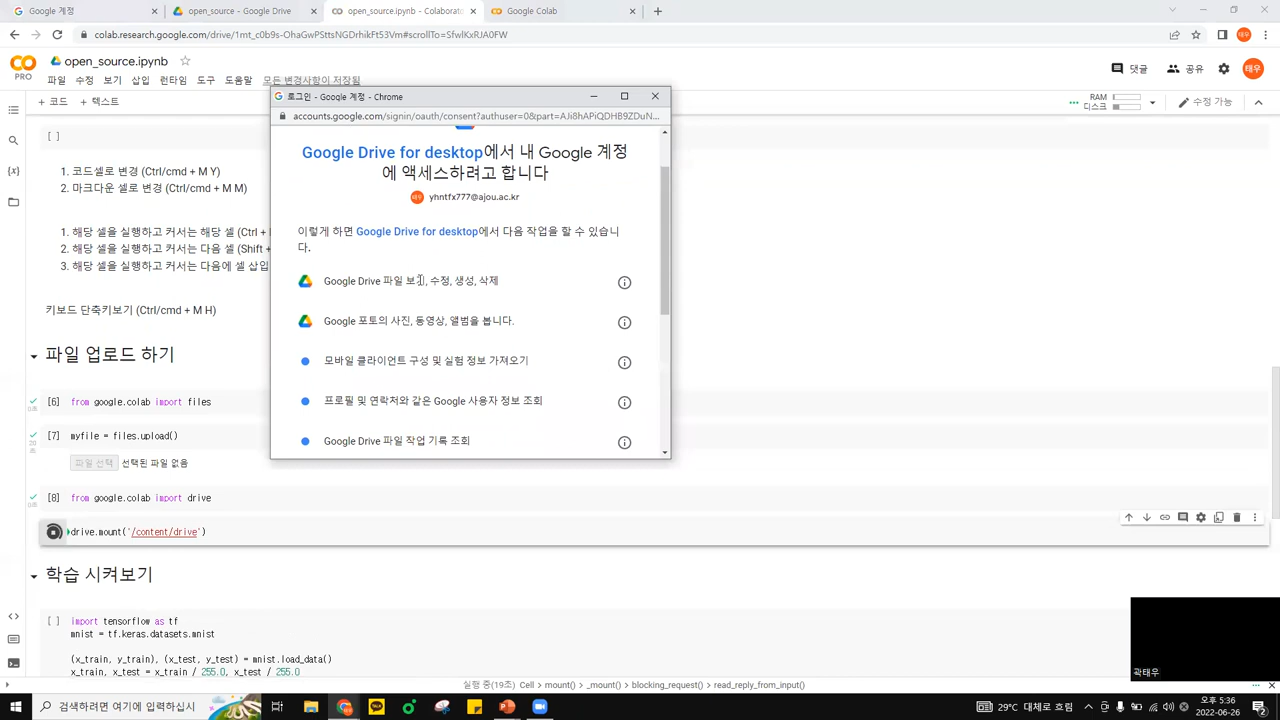 Google 계정
open_source - Google Drive
open_source.ipynb - Colaborato
Google Colab
colab.research.google.com/drive/1mt_c0b9s-OhaGwPSttsNGDrhikFt53Vm#scrollTo=SfwlKxRJA0FW
PRO
open_source.ipynb
파일 수정 보기 삽입 런타임 도구 도움말 모든 변경사항이 저장됨
댓글
공유
태우
+ 코드 + 텍스트
RAM
디스크
수정 가능
로그인 - Google 계정 - Chrome
accounts.google.com/signin/oauth/consent?authuser=0&part=AJi8hAPiQDHB9ZDuN...
Google Drive for desktop에서 내 Google 계정
에 액세스하려고 합니다
태우 yhntfx777@ajou.ac.kr
이렇게 하면 Google Drive for desktop에서 다음 작업을 할 수 있습니
다.
Google Drive 파일 보기, 수정, 생성, 삭제
Google 포토의 사진, 동영상, 앨범을 봅니다.
모바일 클라이언트 구성 및 실험 정보 가져오기
프로필 및 연락처와 같은 Google 사용자 정보 조회
Google Drive 파일 작업 기록 조회
[ ]
1. 코드셀로 변경 (Ctrl/cmd + M Y)
2. 마크다운 셀로 변경 (Ctrl/cmd + M M)
1. 해당 셀을 실행하고 커서는 해당 셀 (Ctrl +
2. 해당 셀을 실행하고 커서는 다음 셀 (Shift +
3. 해당 셀을 실행하고 커서는 다음에 셀 삽입
키보드 단축키보기 (Ctrl/cmd + M H)
파일 업로드 하기
[6] from google.colab import files
0초
[7] myfile = files.upload()
20
초
파일 선택 선택된 파일 없음
[8] from google.colab import drive
0초
drive.mount('/content/drive')
학습 시켜보기
[ ] import tensorflow as tf
mnist = tf.keras.datasets.mnist
(x_train, y_train), (x_test, y_test) = mnist.load_data()
x_train, x_test = x_train / 255.0, x_test / 255.0
곽태우
실행 중(19초) Cell > mount() > _mount() > blocking_request() > read_reply_from_input()
검색하려면 여기에 입력하십시오
29°C 대체로 흐림
오후 5:36
2022-06-26